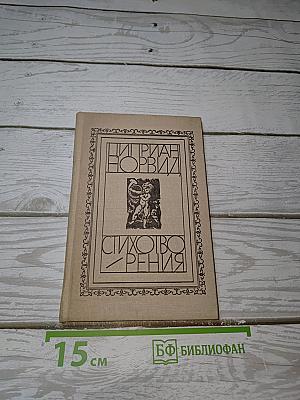 ЦИПРИАН
НОРВИД
СТИХОТВО
/РЕНИЯ
15 см
БФ БИБЛИОФАН